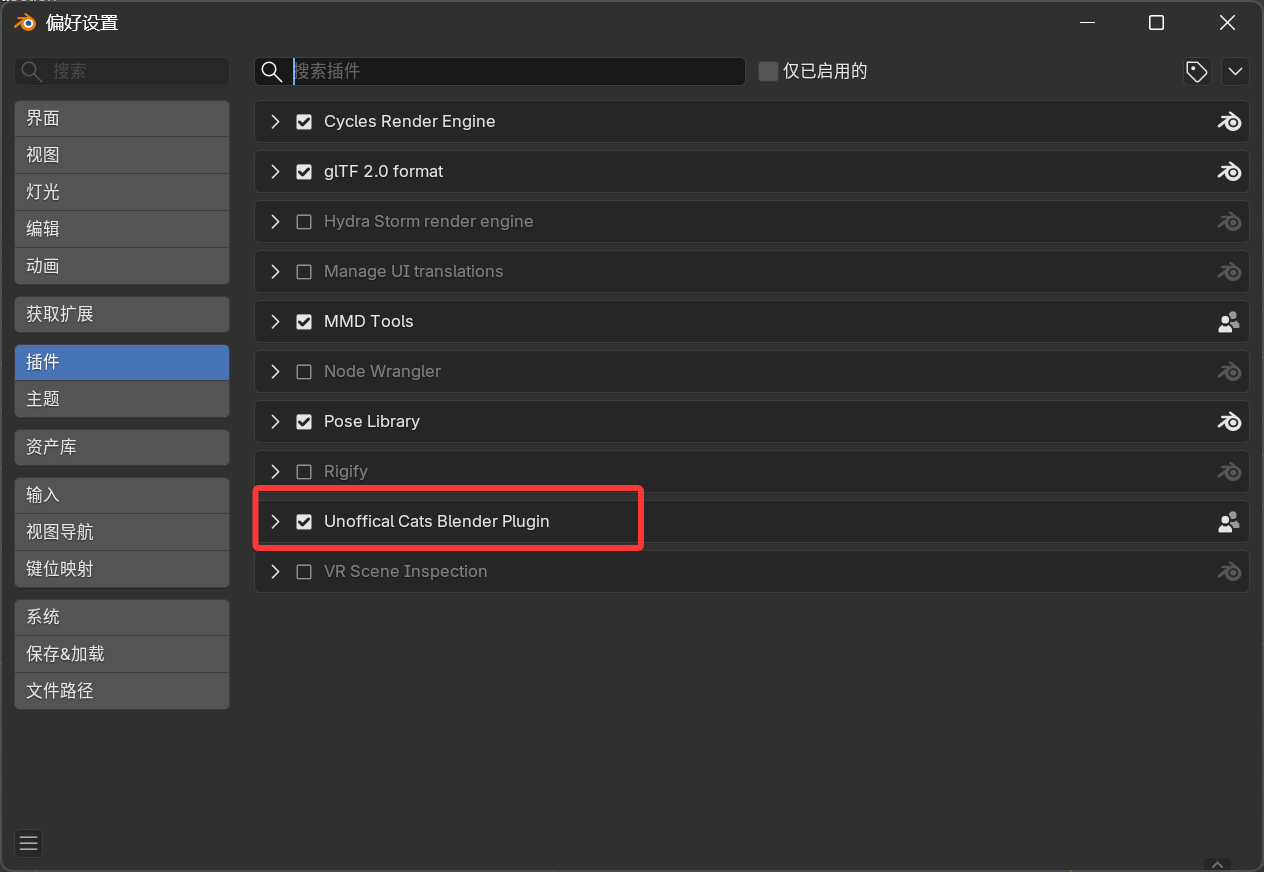 偏好设置
搜索
搜索插件
仅已启用的
界面
视图
灯光
编辑
动画
获取扩展
插件
主题
资产库
输入
视图导航
键位映射
系统
保存&加载
文件路径
Cycles Render Engine
glTF 2.0 format
Hydra Storm render engine
Manage UI translations
MMD Tools
Node Wrangler
Pose Library
Rigify
Unoffical Cats Blender Plugin
VR Scene Inspection